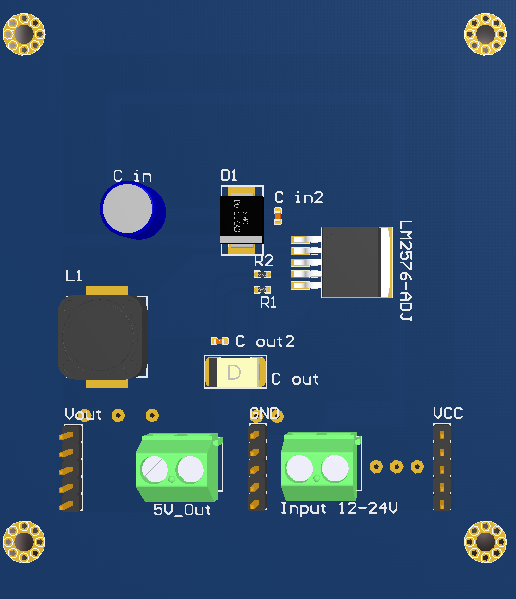 C in
D1
C in2
LM2576-ADJ
R2
L1
R1
C out2
D
C out
Vout
GND
VCC
5V_Out
Input 12-24V